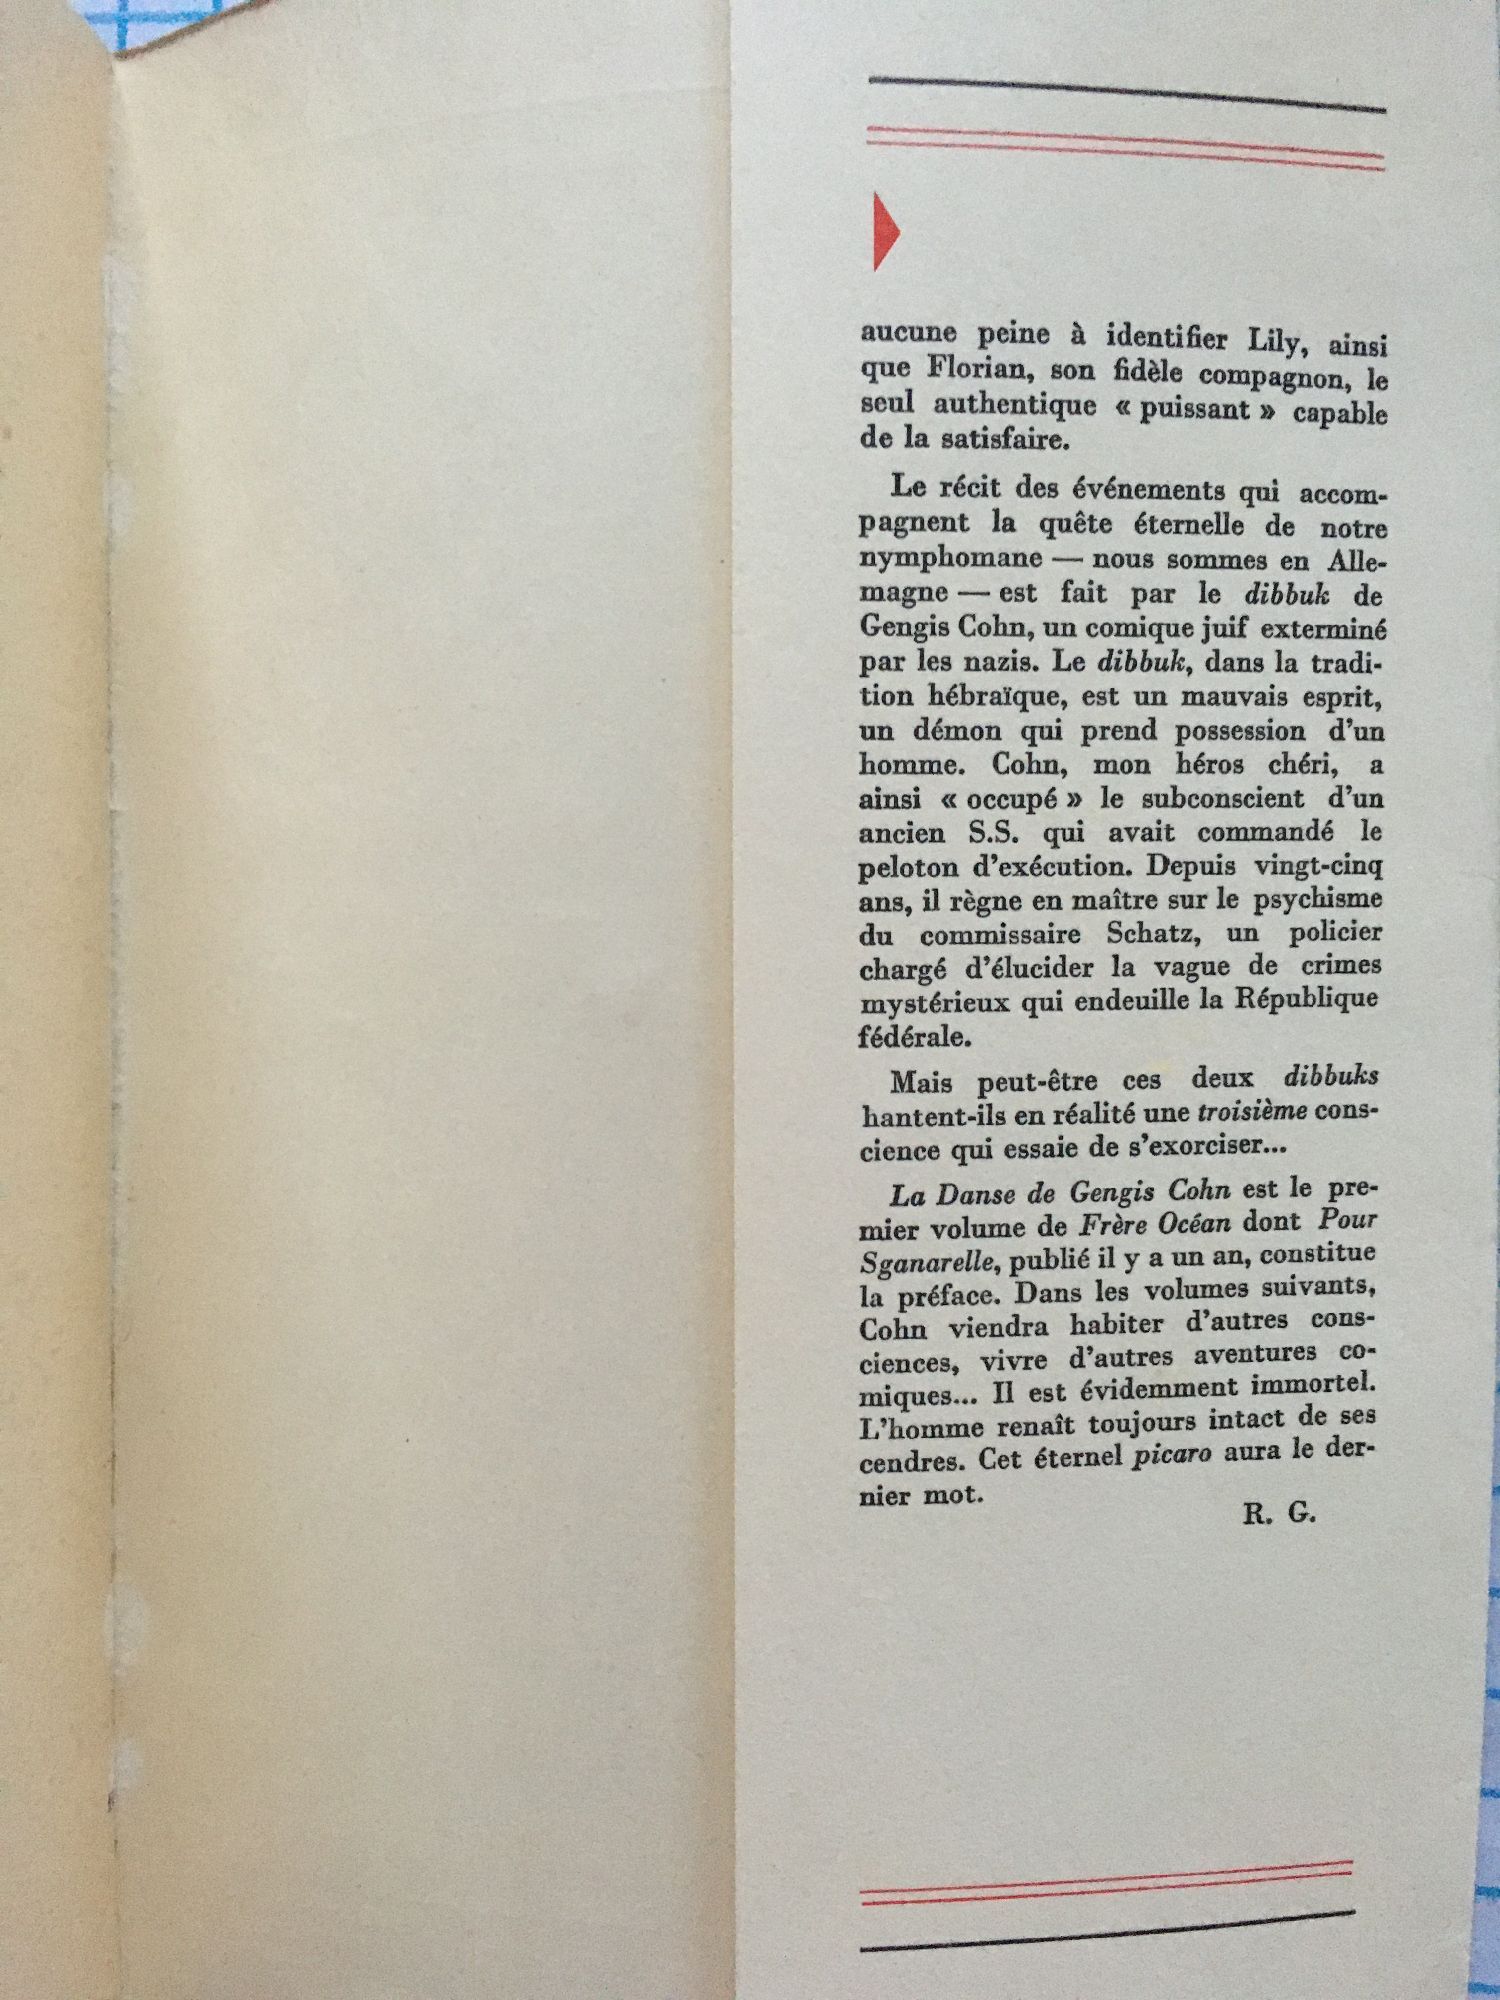 aucune peine à identifier Lily, ainsi
que Florian, son fidèle compagnon, le
seul authentique « puissant » capable
de la satisfaire.
Le récit des événements qui accom-
pagnent la quête éternelle de notre
nymphomane — nous sommes en Alle-
magne — est fait par le dibbuk de
Gengis Cohn, un comique juif exterminé
par les nazis. Le dibbuk, dans la tradi-
tion hébraïque, est un mauvais esprit,
un démon qui prend possession d'un
homme. Cohn, mon héros chéri, a
ainsi « occupé » le subconscient d'un
ancien S.S. qui avait commandé le
peloton d'exécution. Depuis vingt-cinq
ans, il règne en maître sur le psychisme
du commissaire Schatz, un policier
chargé d'élucider la vague de crimes
mystérieux qui endeuille la République
fédérale.
Mais peut-être ces deux dibbuks
hantent-ils en réalité une troisième cons-
cience qui essaie de s'exorciser...
La Danse de Gengis Cohn est le pre-
mier volume de Frère Océan dont Pour
Sganarelle, publié il y a un an, constitue
la préface. Dans les volumes suivants,
Cohn viendra habiter d'autres cons-
ciences, vivre d'autres aventures co-
miques... Il est évidemment immortel.
L'homme renaît toujours intact de ses
cendres. Cet éternel picaro aura le der-
nier mot.
R. G.